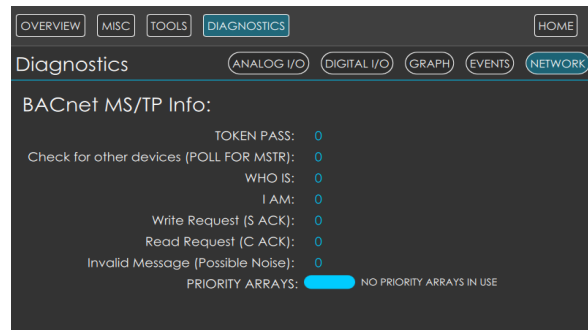 OVERVIEW MISC TOOLS DIAGNOSTICS HOME
Diagnostics ANALOG I/O DIGITAL I/O GRAPH EVENTS NETWORK
BACnet MS/TP Info:
TOKEN PASS: 0
Check for other devices (POLL FOR MSTR): 0
WHO IS: 0
I AM: 0
Write Request (S ACK): 0
Read Request (C ACK): 0
Invalid Message (Possible Noise): 0
PRIORITY ARRAYS: NO PRIORITY ARRAYS IN USE